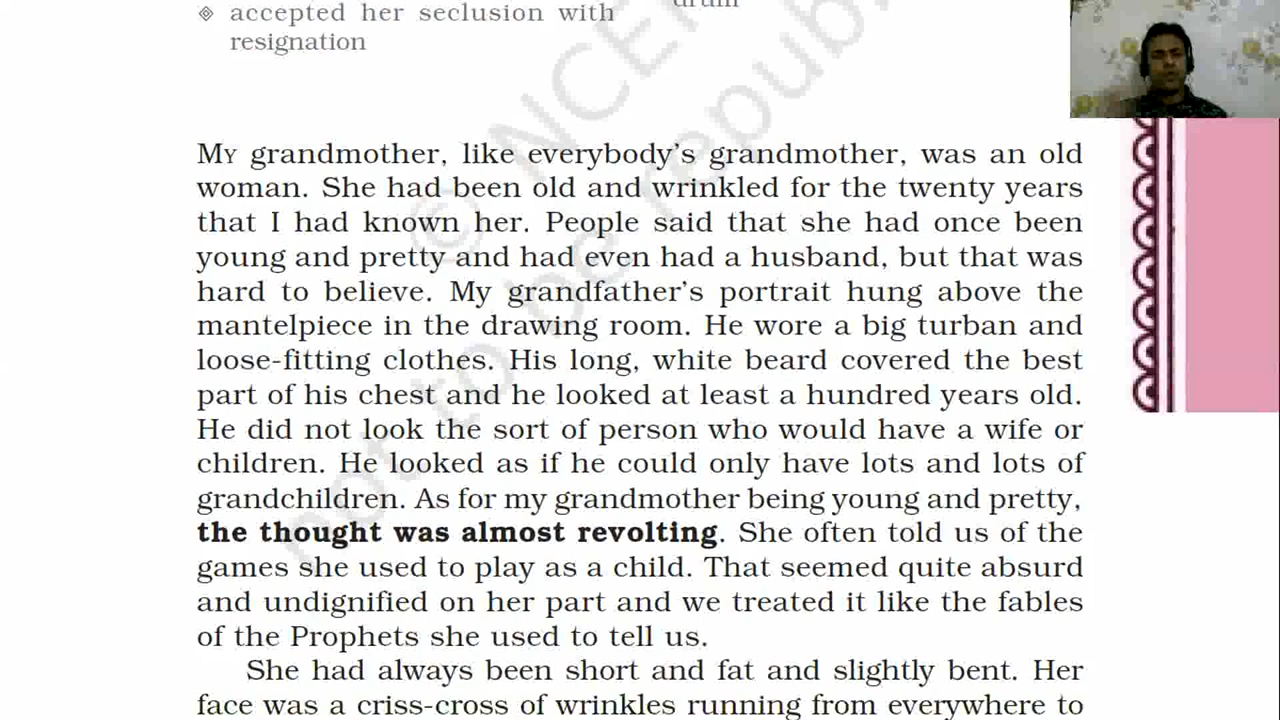 accepted her seclusion with
resignation
drum
© NCER
not to be republ
My grandmother, like everybody's grandmother, was an old
woman. She had been old and wrinkled for the twenty years
that I had known her. People said that she had once been
young and pretty and had even had a husband, but that was
hard to believe. My grandfather's portrait hung above the
mantelpiece in the drawing room. He wore a big turban and
loose-fitting clothes. His long, white beard covered the best
part of his chest and he looked at least a hundred years old.
He did not look the sort of person who would have a wife or
children. He looked as if he could only have lots and lots of
grandchildren. As for my grandmother being young and pretty,
the thought was almost revolting. She often told us of the
games she used to play as a child. That seemed quite absurd
and undignified on her part and we treated it like the fables
of the Prophets she used to tell us.
She had always been short and fat and slightly bent. Her
face was a criss-cross of wrinkles running from everywhere to